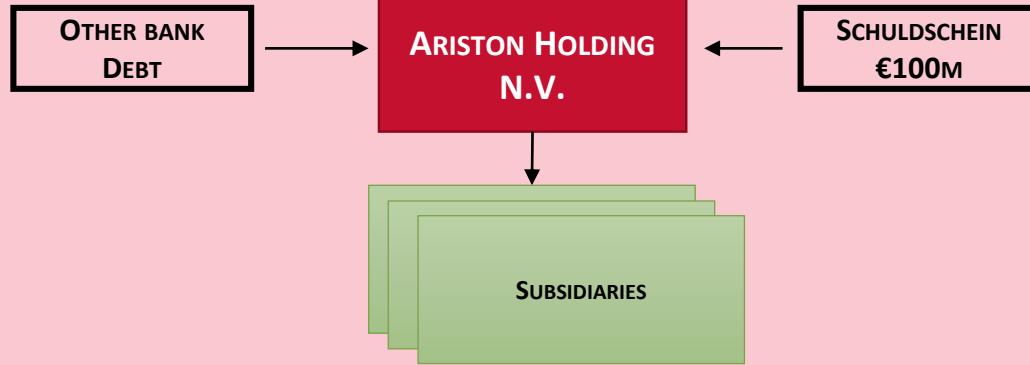 OTHER BANK
DEBT
ARISTON HOLDING
N.V.
SCHULDSCHEIN
€100M
SUBSIDIARIES